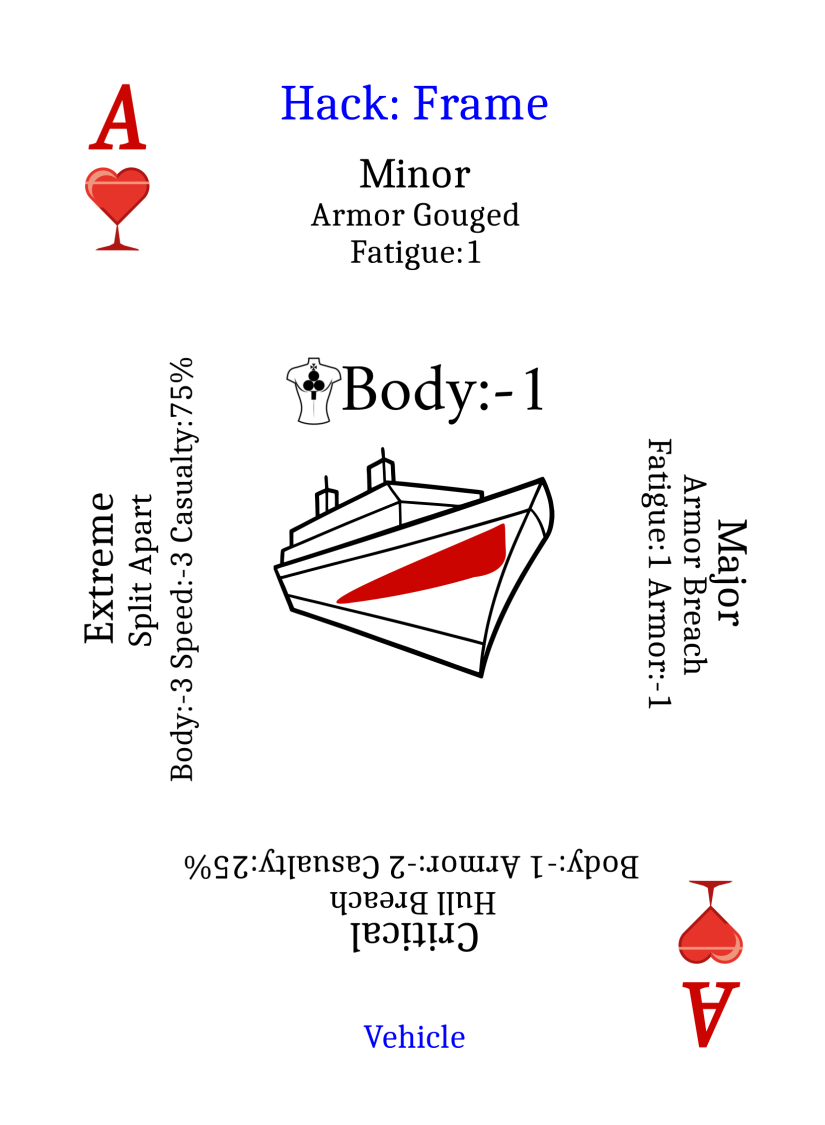 A
Hack: Frame
Minor
Armor Gouged
Fatigue:1
Body:-1
Extreme
Split Apart
Body:-3 Speed:-3 Casualty:75%
Major
Armor Breach
Fatigue:1 Armor:-1
Critical
Hull Breach
Body:-1 Armor:-2 Casualty:25%
A
Vehicle